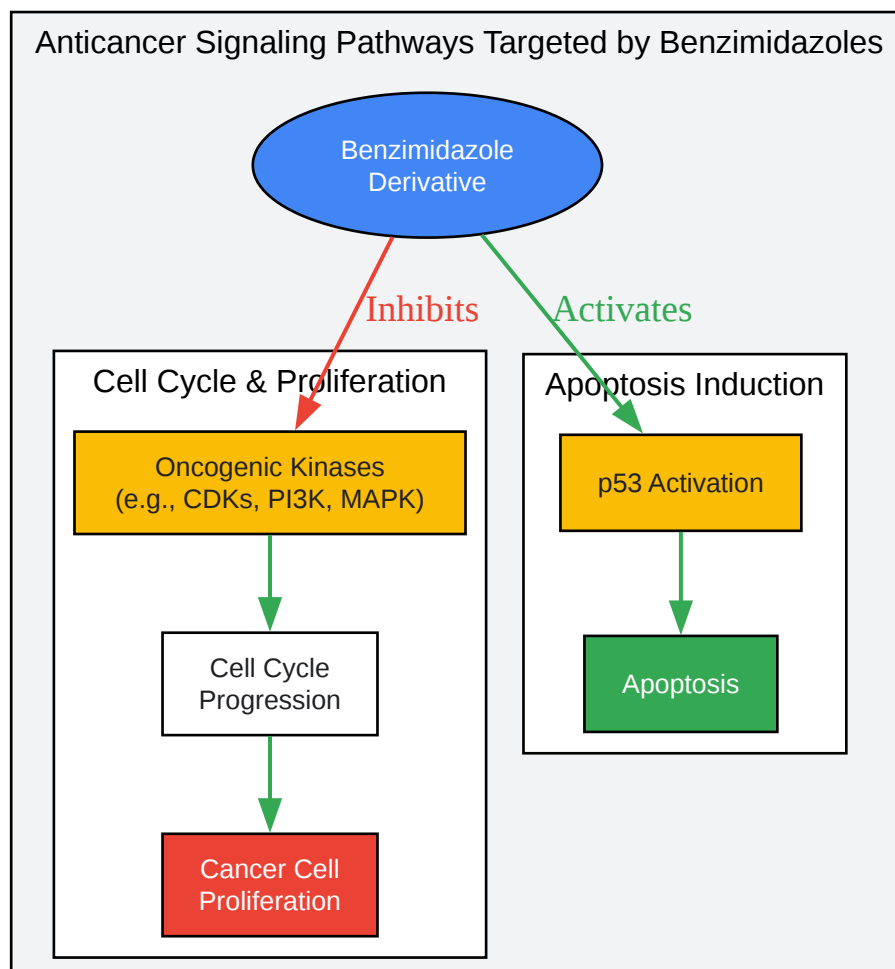 Anticancer Signaling Pathways Targeted by Benzimidazoles
Benzimidazole
Derivative
Inhibits
Activates
Cell Cycle & Proliferation
Oncogenic Kinases
(e.g., CDKs, PI3K, MAPK)
Cell Cycle
Progression
Cancer Cell
Proliferation
Apoptosis Induction
p53 Activation
Apoptosis